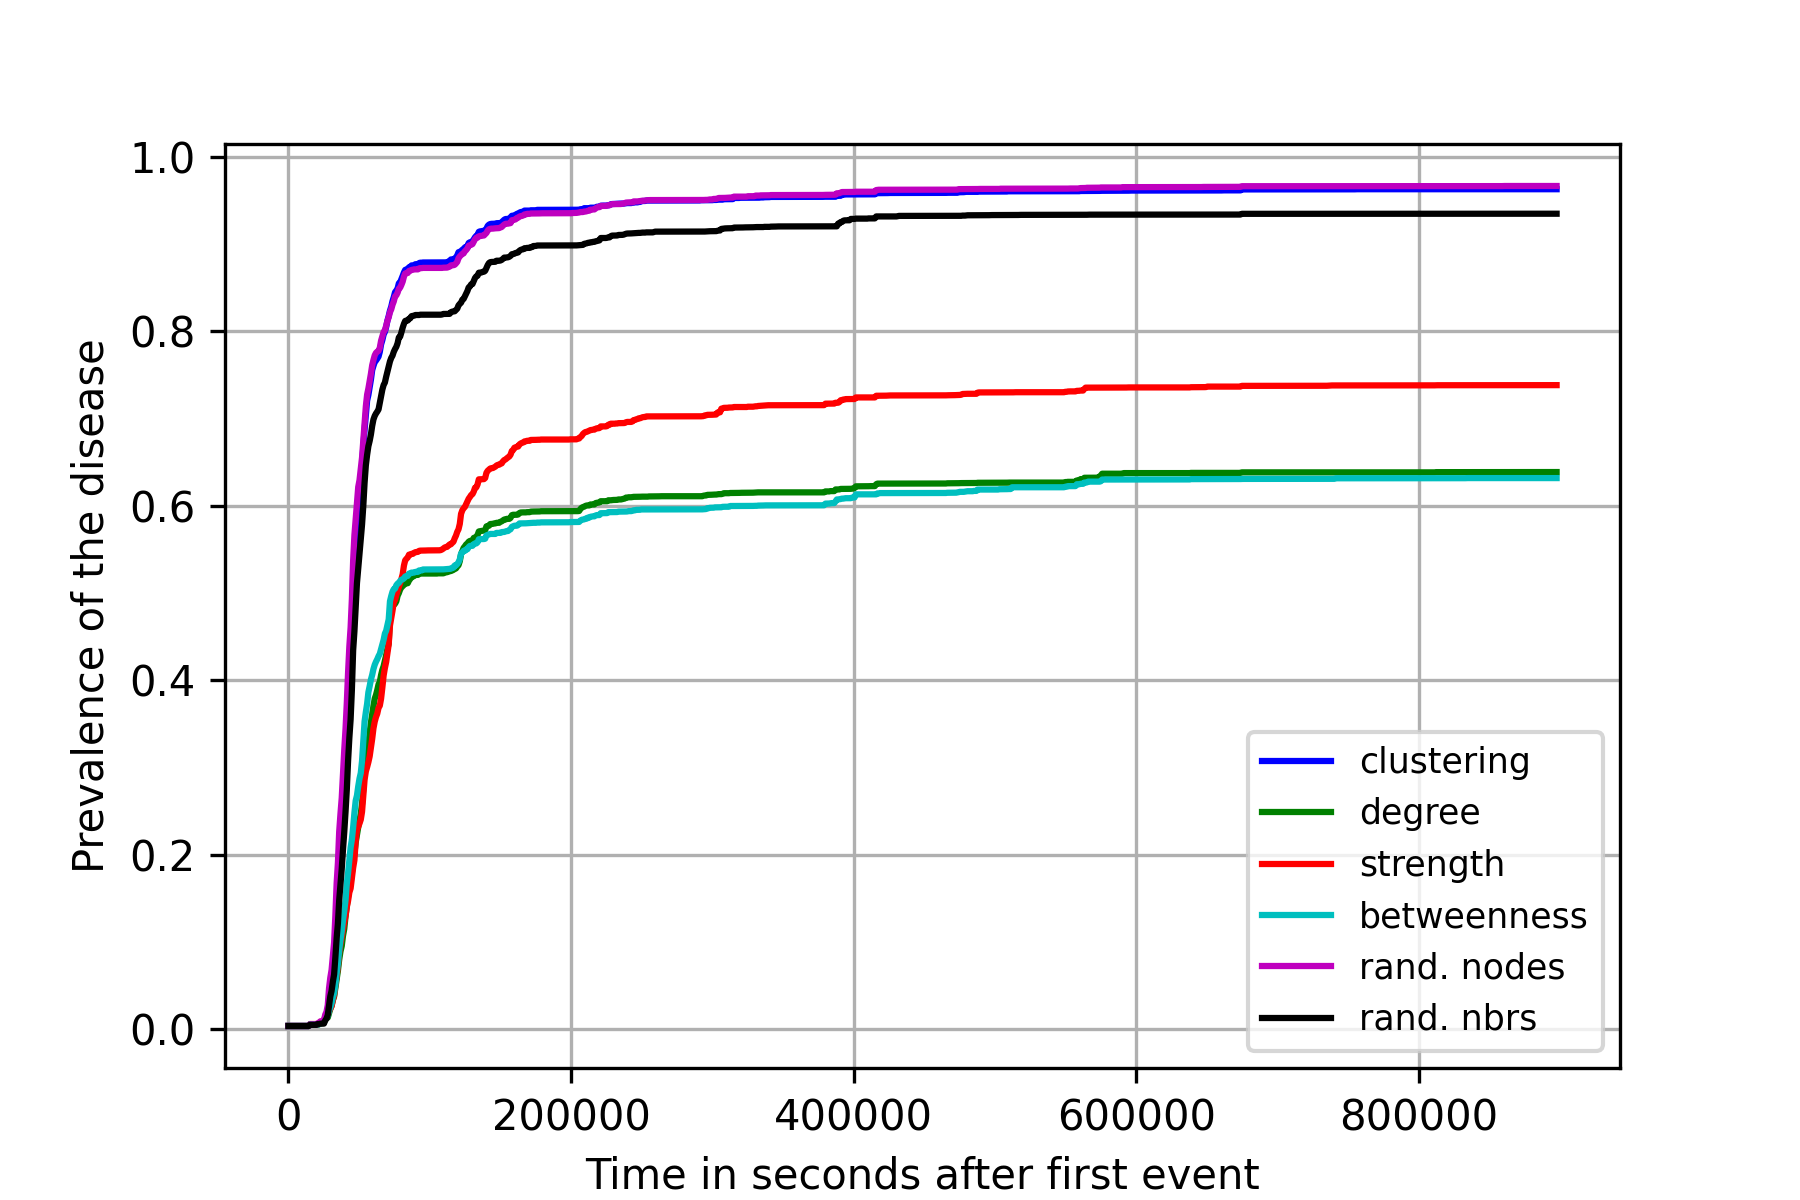 1.0
0.8
0.6
0.4
0.2
0.0
Prevalence of the disease
clustering
degree
strength
betweenness
rand. nodes
rand. nbrs
0 200000 400000 600000 800000
Time in seconds after first event